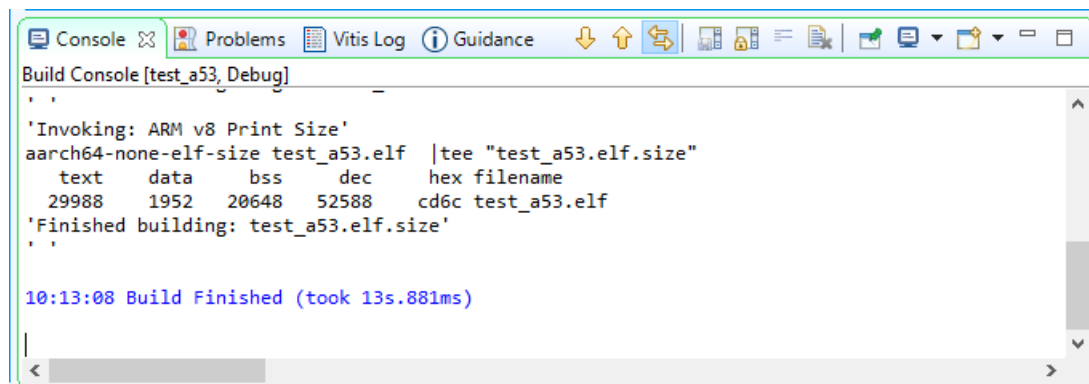 Console Problems Vitis Log Guidance
Build Console [test_a53, Debug]
' '
'Invoking: ARM v8 Print Size'
aarch64-none-elf-size test_a53.elf  |tee "test_a53.elf.size"
   text    data     bss     dec     hex filename
  29988    1952   20648   52588    cd6c test_a53.elf
'Finished building: test_a53.elf.size'
' '
10:13:08 Build Finished (took 13s.881ms)